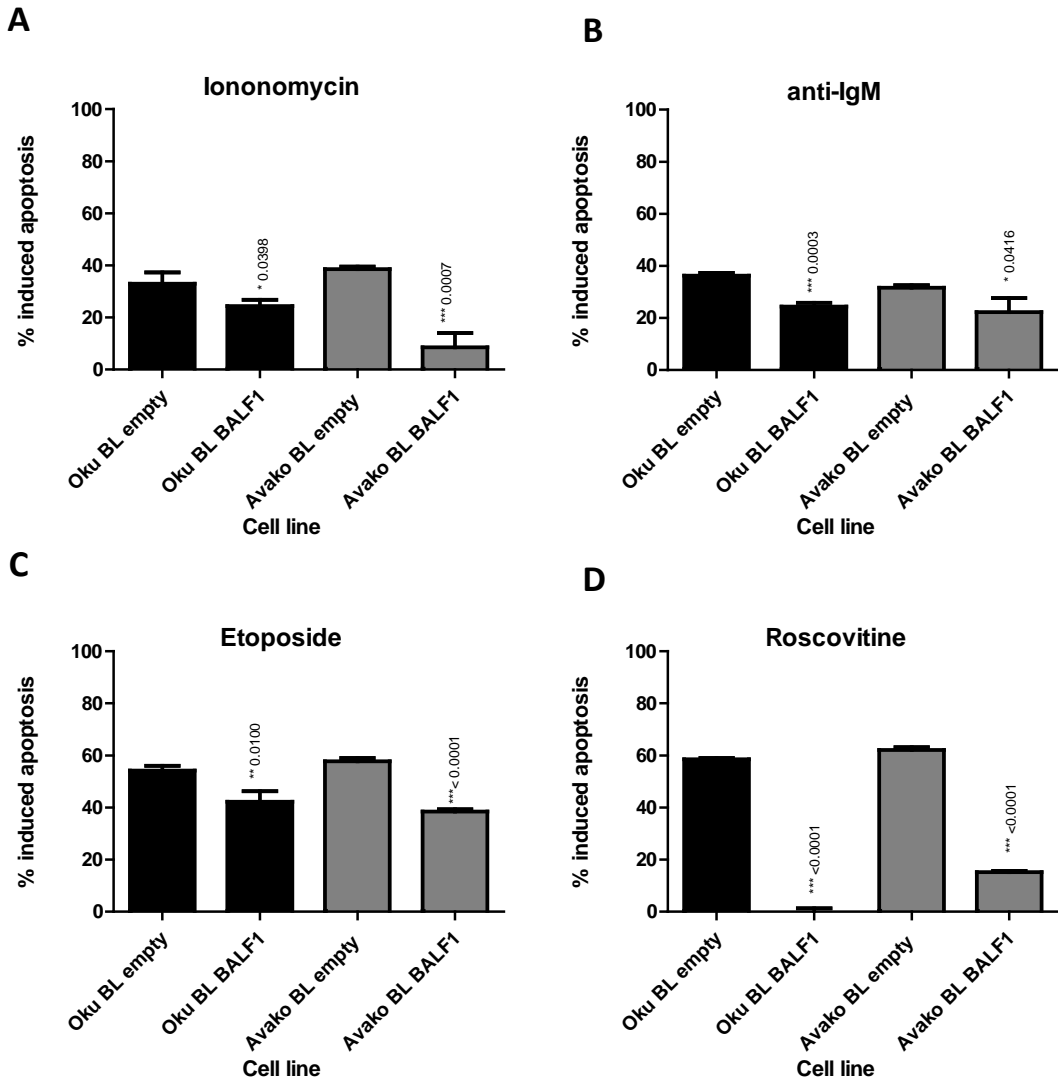 A
Iononomycin
% induced apoptosis
100
80
60
40
20
0
* 0.0398
*** 0.0007
Oku BL empty
Oku BL BALF1
Avako BL empty
Avako BL BALF1
Cell line
B
anti-IgM
% induced apoptosis
100
80
60
40
20
0
*** 0.0003
* 0.0416
Oku BL empty
Oku BL BALF1
Avako BL empty
Avako BL BALF1
Cell line
C
Etoposide
% induced apoptosis
100
80
60
40
20
0
** 0.0100
***< 0.0001
Oku BL empty
Oku BL BALF1
Avako BL empty
Avako BL BALF1
Cell line
D
Roscovitine
% induced apoptosis
100
80
60
40
20
0
*** <0.0001
*** <0.0001
Oku BL empty
Oku BL BALF1
Avako BL empty
Avako BL BALF1
Cell line